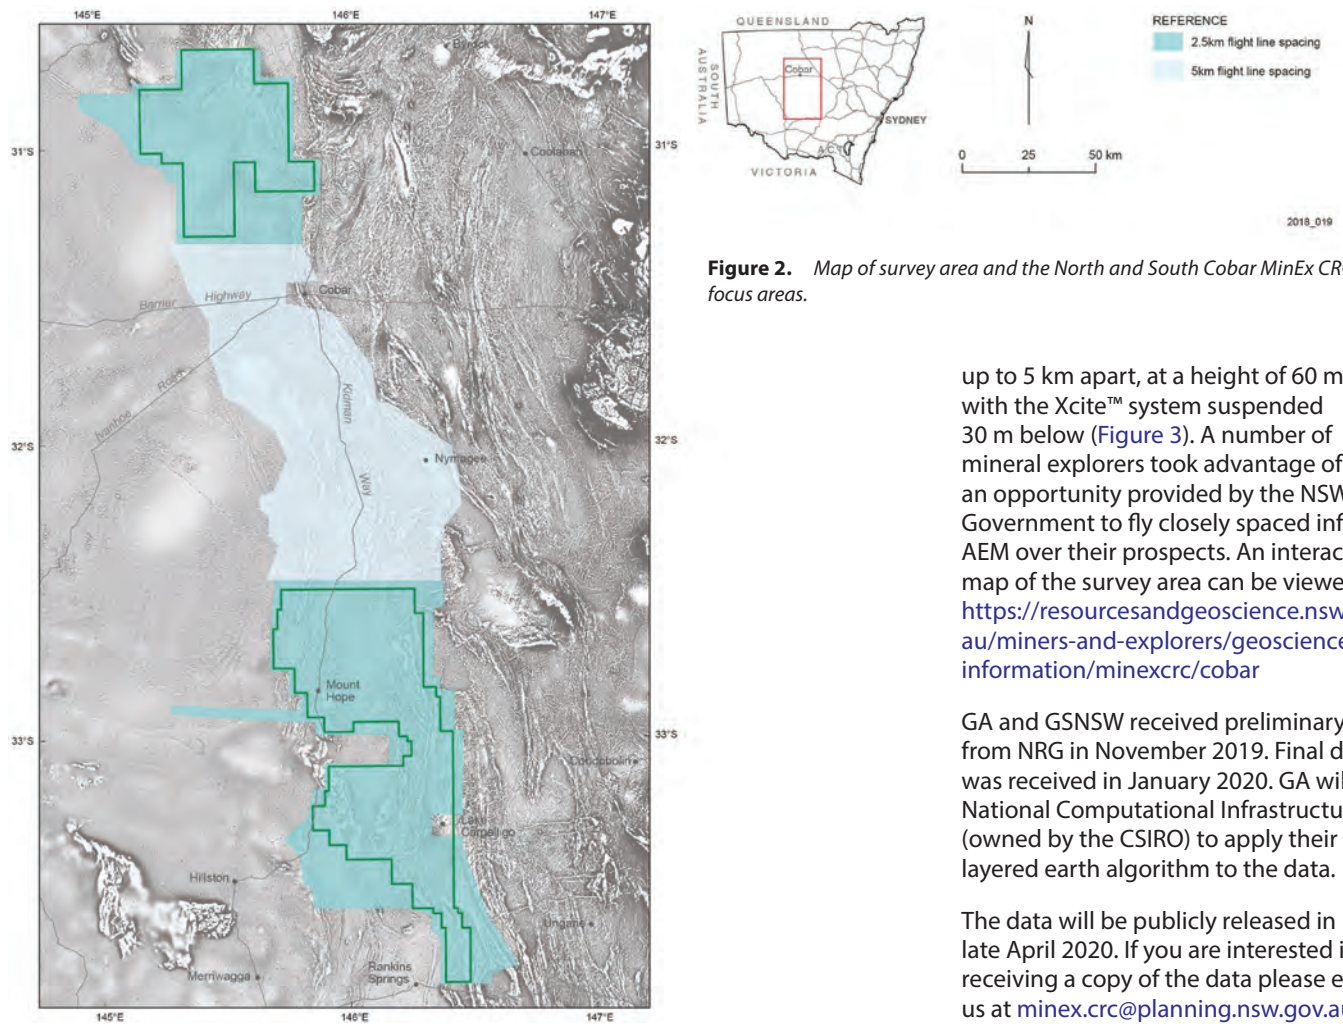 145°E
146°E
147°E
Byrock
31°S
31°S
Coolabah
Barrier Highway
Cobar
Ivanhoe Road
Kidman Way
32°S
32°S
Nymagee
Mount
Hope
33°S
33°S
Condobolin
Lake
Cargelligo
Hillston
Ungarie
Merriwagga
Rankins
Springs
145°E
146°E
147°E
QUEENSLAND
SOUTH
AUSTRALIA
Cobar
SYDNEY
A.C.T.
VICTORIA
N
0 25 50 km
REFERENCE
2.5km flight line spacing
5km flight line spacing
2018_019
Figure 2. Map of survey area and the North and South Cobar MinEx CR
focus areas.
up to 5 km apart, at a height of 60 m
with the Xcite™ system suspended
30 m below (Figure 3). A number of
mineral explorers took advantage of
an opportunity provided by the NSW
Government to fly closely spaced inf
AEM over their prospects. An interac
map of the survey area can be viewe
https://resourcesandgeoscience.nsw
au/miners-and-explorers/geoscience
information/minexcrc/cobar
GA and GSNSW received preliminary
from NRG in November 2019. Final d
was received in January 2020. GA wil
National Computational Infrastructu
(owned by the CSIRO) to apply their
layered earth algorithm to the data.
The data will be publicly released in
late April 2020. If you are interested i
receiving a copy of the data please e
us at minex.crc@planning.nsw.gov.a